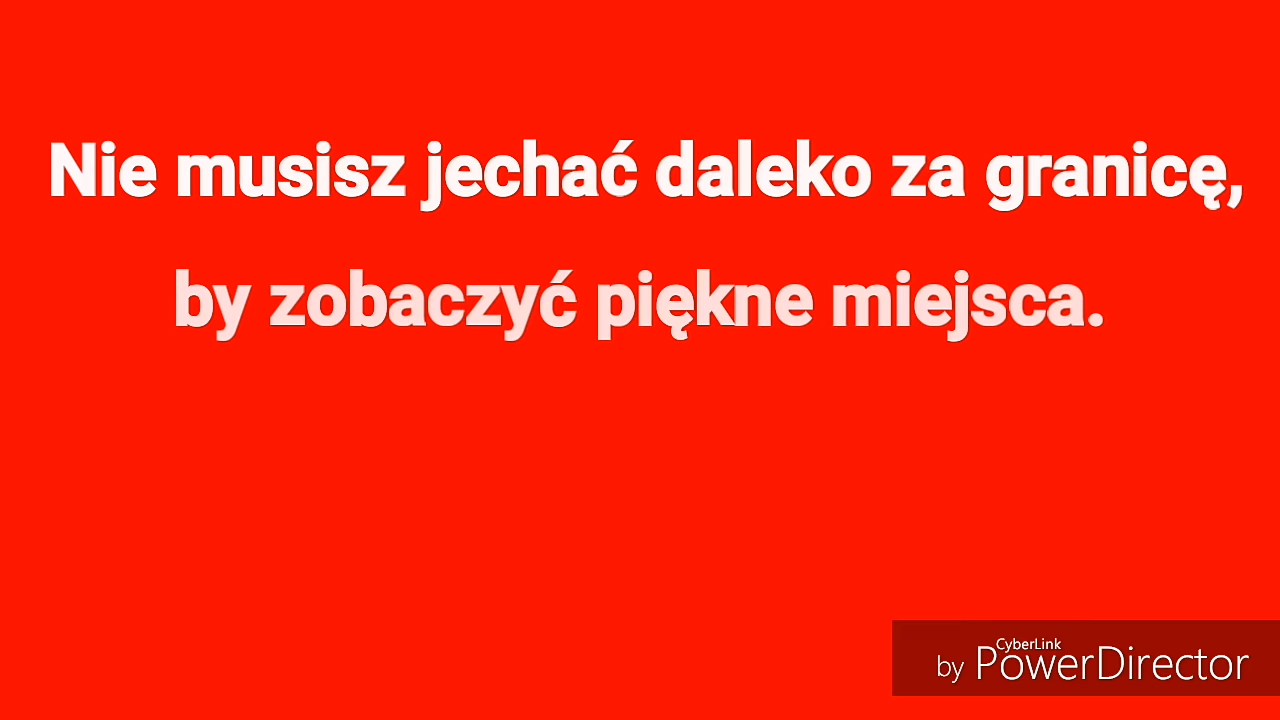 Nie musisz jechać daleko za granicę,
by zobaczyć piękne miejsca.
CyberLink
by PowerDirector